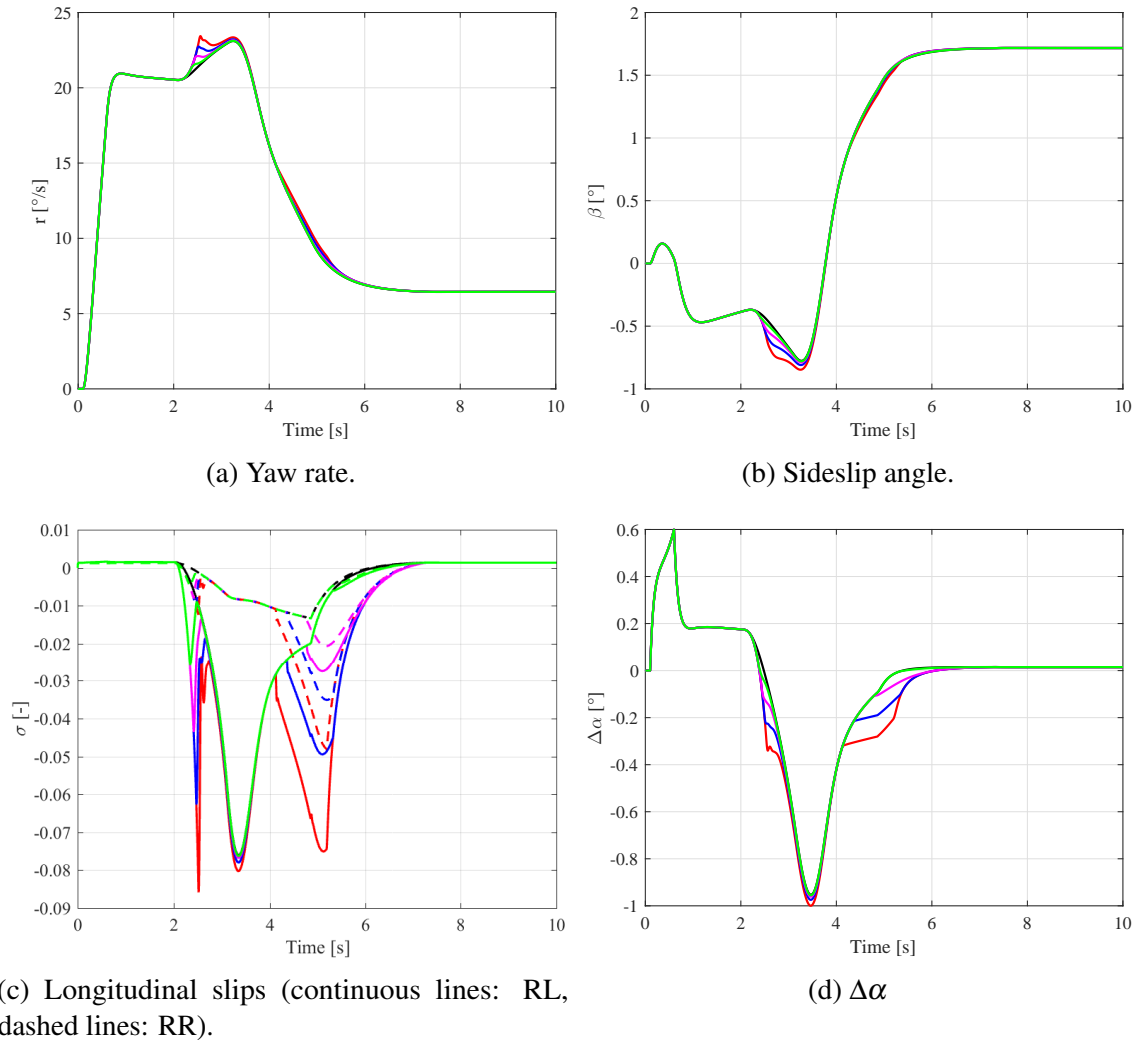 25
20
15
10
5
0
r [°/s]
0 2 4 6 8 10
Time [s]
(a) Yaw rate.
2
1.5
1
0.5
0
-0.5
-1
β [°]
0 2 4 6 8 10
Time [s]
(b) Sideslip angle.
0.01
0
-0.01
-0.02
-0.03
-0.04
-0.05
-0.06
-0.07
-0.08
-0.09
σ [-]
0 2 4 6 8 10
Time [s]
(c) Longitudinal slips (continuous lines: RL,
dashed lines: RR).
0.6
0.4
0.2
0
-0.2
-0.4
-0.6
-0.8
-1
Δα [°]
0 2 4 6 8 10
Time [s]
(d) Δα